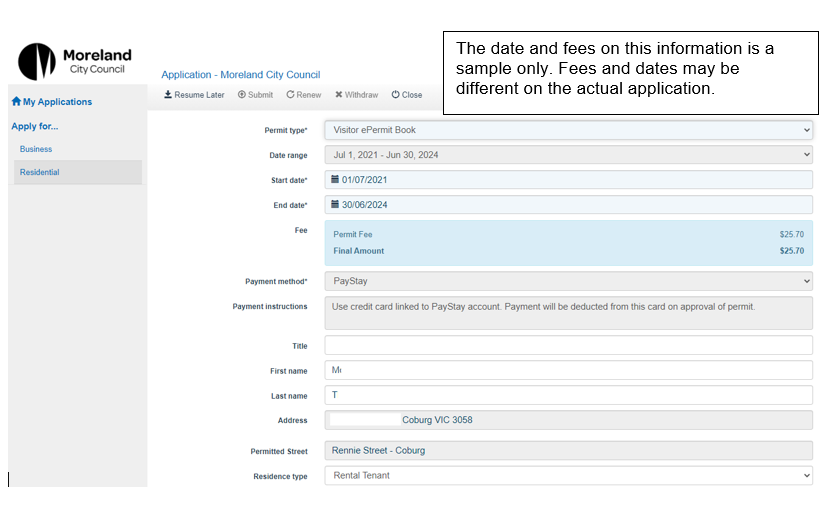 Moreland
City Council
The date and fees on this information is a
sample only. Fees and dates may be
different on the actual application.
Application - Moreland City Council
Resume Later Submit Renew Withdraw Close
My Applications
Apply for...
Business
Residential
Permit type* Visitor ePermit Book
Date range Jul 1, 2021 - Jun 30, 2024
Start date* 01/07/2021
End date* 30/06/2024
Fee
Permit Fee $25.70
Final Amount $25.70
Payment method* PayStay
Payment instructions Use credit card linked to PayStay account. Payment will be deducted from this card on approval of permit.
Title
First name
Last name T
Address Coburg VIC 3058
Permitted Street Rennie Street - Coburg
Residence type Rental Tenant